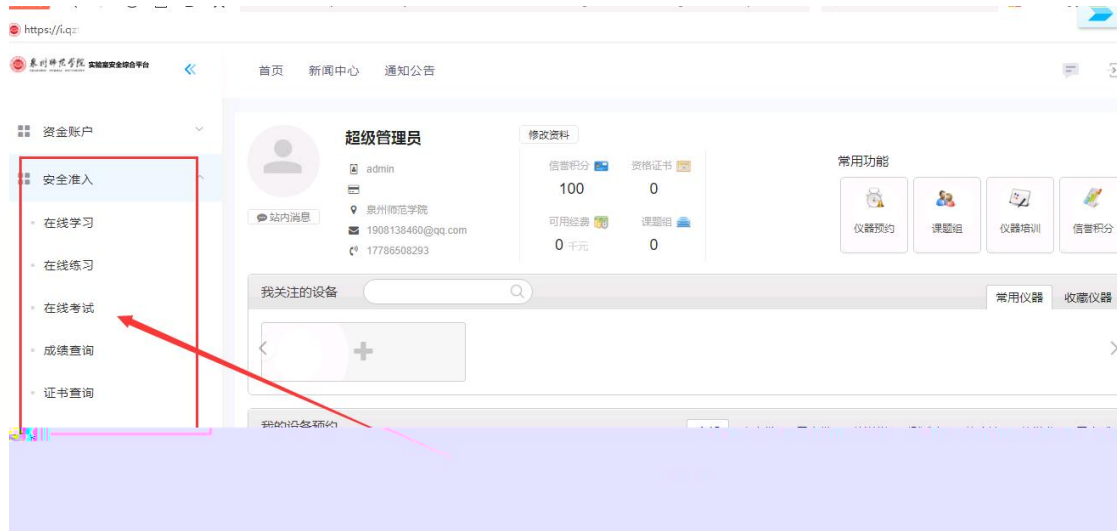 https://i.qz
泉州师范学院 实验室安全综合平台
首页 新闻中心 通知公告
资金账户
安全准入
在线学习
在线练习
在线考试
成绩查询
证书查询
超级管理员
admin
泉州师范学院
1908138460@qq.com
17786508293
站内消息
修改资料
信誉积分 资格证书
100 0
可用经费 课题组
0 千元 0
常用功能
仪器预约 课题组 仪器培训 信誉积分
我关注的设备
常用仪器 收藏仪器
我的设备预约